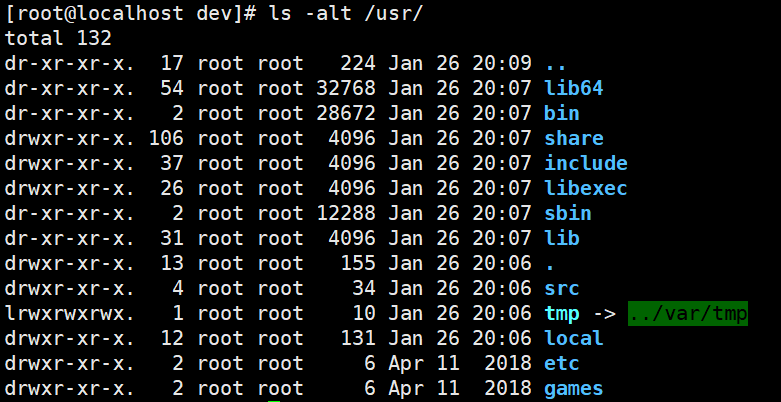 [root@localhost dev]# ls -alt /usr/
total 132
dr-xr-xr-x.  17 root root   224 Jan 26 20:09 ..
dr-xr-xr-x.  54 root root 32768 Jan 26 20:07 lib64
dr-xr-xr-x.   2 root root 28672 Jan 26 20:07 bin
drwxr-xr-x. 106 root root  4096 Jan 26 20:07 share
drwxr-xr-x.  37 root root  4096 Jan 26 20:07 include
drwxr-xr-x.  26 root root  4096 Jan 26 20:07 libexec
dr-xr-xr-x.   2 root root 12288 Jan 26 20:07 sbin
dr-xr-xr-x.  31 root root  4096 Jan 26 20:07 lib
drwxr-xr-x.  13 root root   155 Jan 26 20:06 .
drwxr-xr-x.   4 root root    34 Jan 26 20:06 src
lrwxrwxrwx.   1 root root    10 Jan 26 20:06 tmp -> ../var/tmp
drwxr-xr-x.  12 root root   131 Jan 26 20:06 local
drwxr-xr-x.   2 root root     6 Apr 11  2018 etc
drwxr-xr-x.   2 root root     6 Apr 11  2018 games